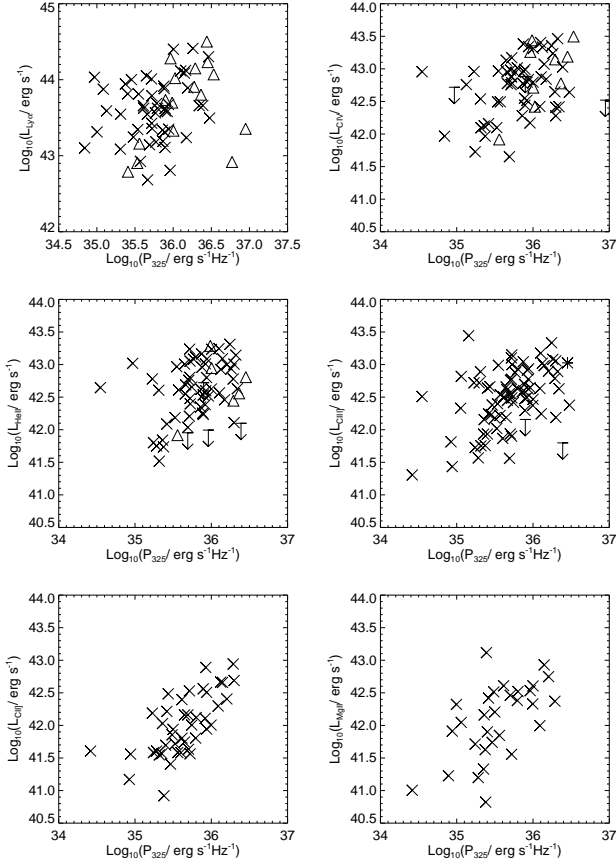 45
44
43
42
Log10(LLyα/ erg s-1)
34.5 35.0 35.5 36.0 36.5 37.0 37.5
Log10(P325/ erg s-1Hz-1)
44.0
43.5
43.0
42.5
42.0
41.5
41.0
40.5
Log10(LCIV/ erg s-1)
34 35 36 37
Log10(P325/ erg s-1Hz-1)
44.0
43.5
43.0
42.5
42.0
41.5
41.0
40.5
Log10(LHeII/ erg s-1)
34 35 36 37
Log10(P325/ erg s-1Hz-1)
44.0
43.5
43.0
42.5
42.0
41.5
41.0
40.5
Log10(LCIII]/ erg s-1)
34 35 36 37
Log10(P325/ erg s-1Hz-1)
44.0
43.5
43.0
42.5
42.0
41.5
41.0
40.5
Log10(LCII]/ erg s-1)
34 35 36 37
Log10(P325/ erg s-1Hz-1)
44.0
43.5
43.0
42.5
42.0
41.5
41.0
40.5
Log10(LMgII/ erg s-1)
34 35 36 37
Log10(P325/ erg s-1Hz-1)